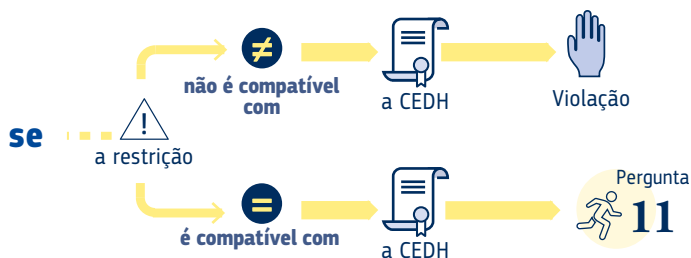 ≠
não é compatível
com
a CEDH
Violação
se
!
a restrição
=
é compatível com
a CEDH
Pergunta
11